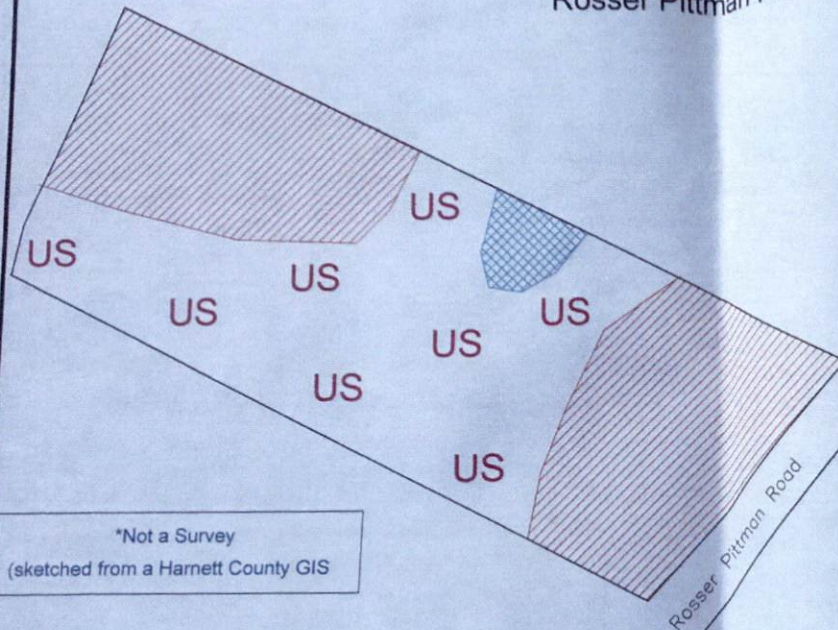 Rosser Pittman
US
US
US
US
US
US
US
US
*Not a Survey
(sketched from a Harnett County GIS
Rosser Pittman Road